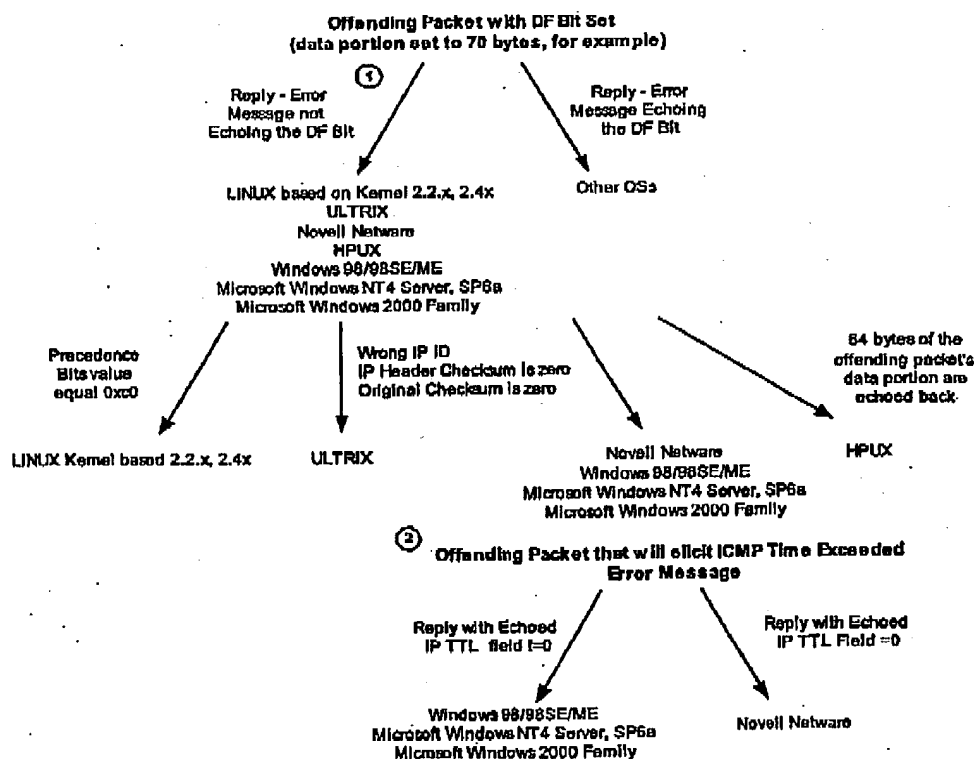 Offending Packet with DF Bit Set
(data portion set to 70 bytes, for example)
1
Reply - Error
Message not
Echoing the DF Bit
Reply - Error
Message Echoing
the DF Bit
LINUX based on Kernel 2.2.x, 2.4x
ULTRIX
Novell Netware
HPUX
Windows 98/98SE/ME
Microsoft Windows NT4 Server, SP6a
Microsoft Windows 2000 Family
Other OSs
Precedence
Bits value
equal 0xc0
Wrong IP ID
IP Header Checksum is zero
Original Checksum is zero
64 bytes of the
offending packet's
data portion are
echoed back
LINUX Kernel based 2.2.x, 2.4x
ULTRIX
Novell Netware
Windows 98/98SE/ME
Microsoft Windows NT4 Server, SP6a
Microsoft Windows 2000 Family
HPUX
2
Offending Packet that will elicit ICMP Time Exceeded
Error Message
Reply with Echoed
IP TTL field !=0
Reply with Echoed
IP TTL Field =0
Windows 98/98SE/ME
Microsoft Windows NT4 Server, SP6a
Microsoft Windows 2000 Family
Novell Netware